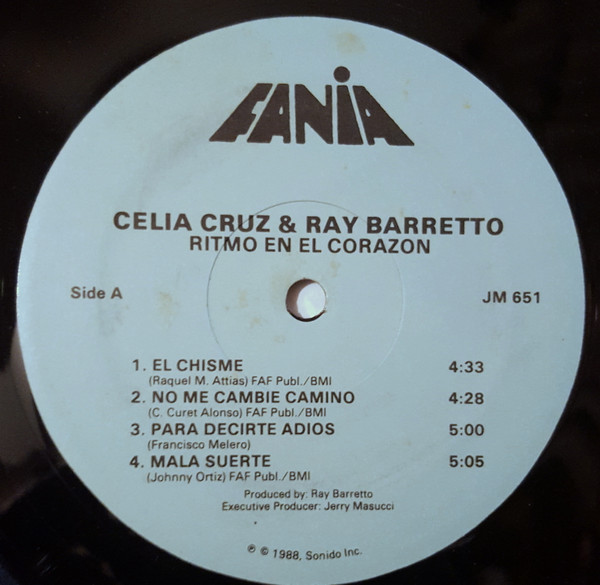 FANIA
CELIA CRUZ & RAY BARRETTO
RITMO EN EL CORAZON
Side A
JM 651
1. EL CHISME 4:33
(Raquel M. Attias) FAF Publ./BMI
2. NO ME CAMBIE CAMINO 4:28
(C. Curet Alonso) FAF Publ./BMI
3. PARA DECIRTE ADIOS 5:00
(Francisco Melero)
4. MALA SUERTE 5:05
(Johnny Ortiz) FAF Publ./BMI
Produced by: Ray Barretto
Executive Producer: Jerry Masucci
℗ © 1988, Sonido Inc.